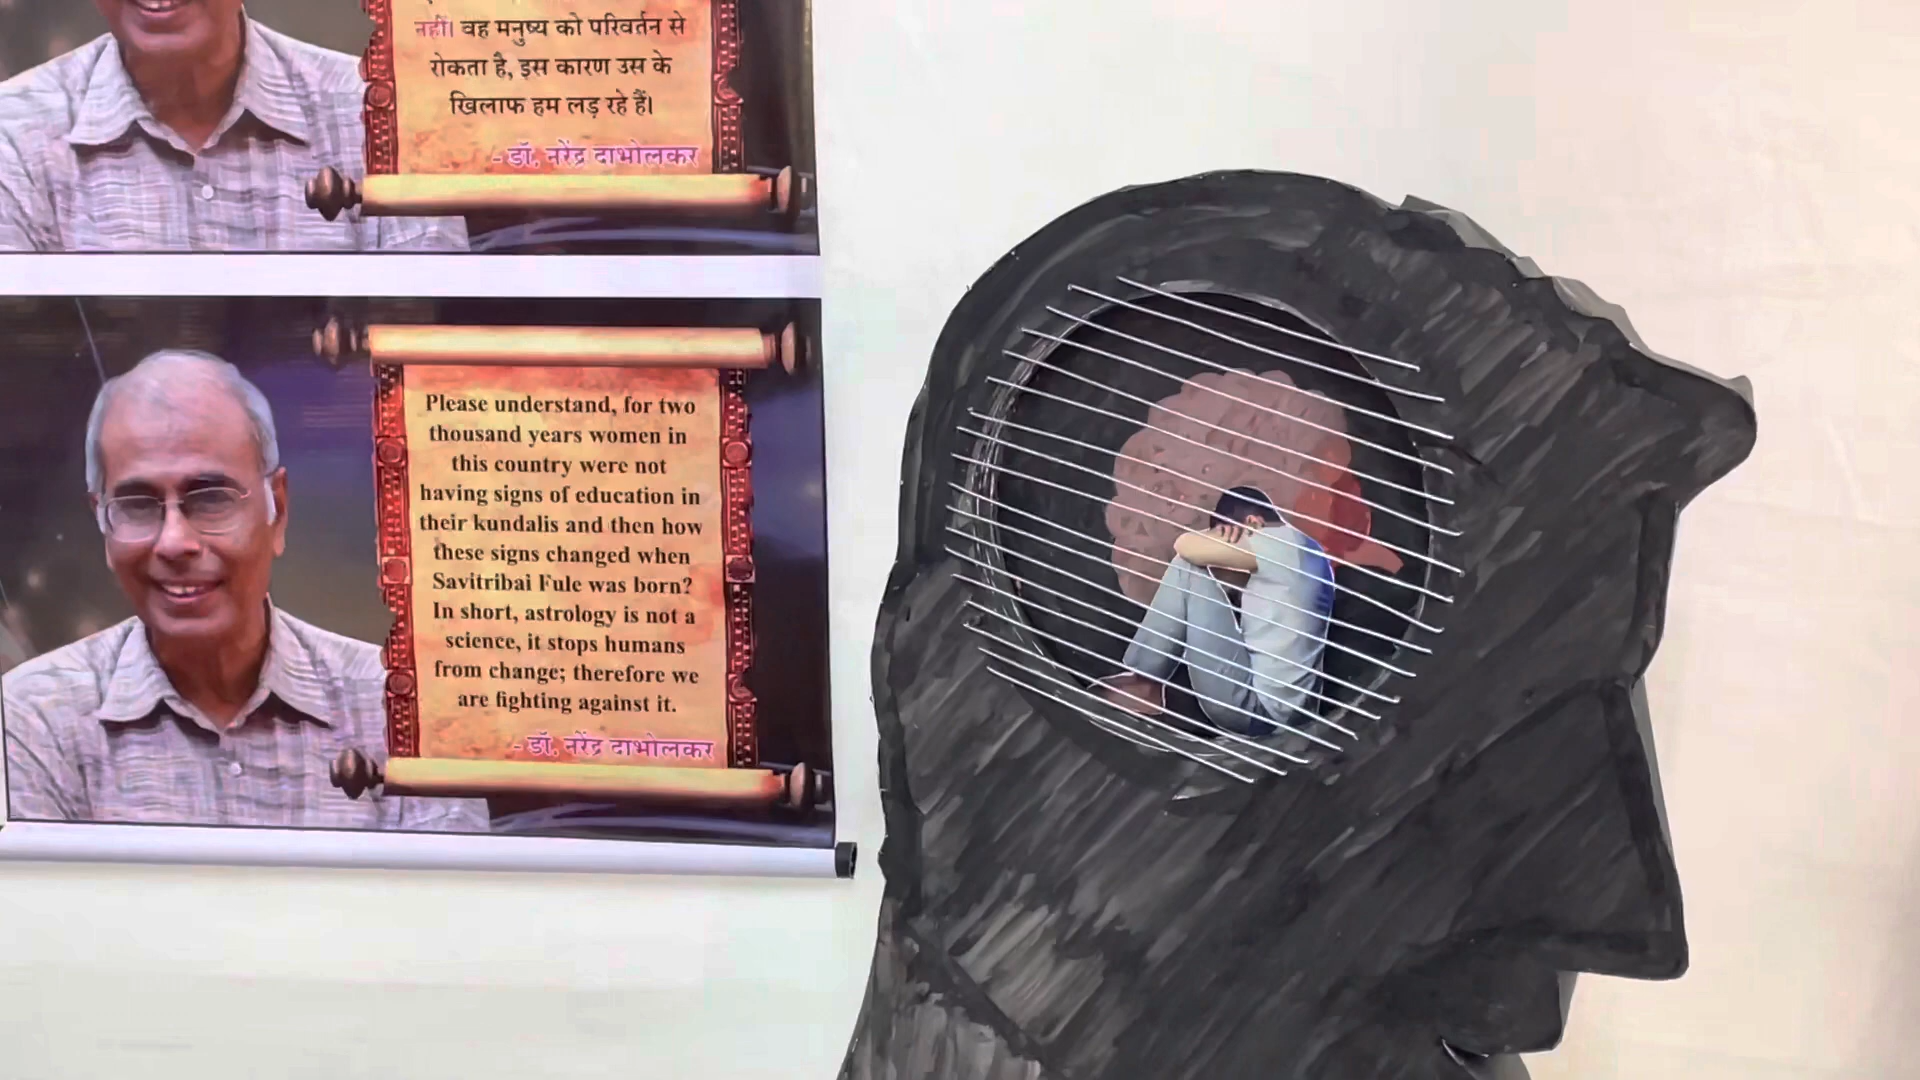 नहीं। वह मनुष्य को परिवर्तन से
रोकता है, इस कारण उस के
खिलाफ हम लड़ रहे हैं।
- डॉ. नरेंद्र दाभोलकर
Please understand, for two
thousand years women in
this country were not
having signs of education in
their kundalis and then how
these signs changed when
Savitribai Fule was born?
In short, astrology is not a
science, it stops humans
from change; therefore we
are fighting against it.
- डॉ. नरेंद्र दाभोलकर